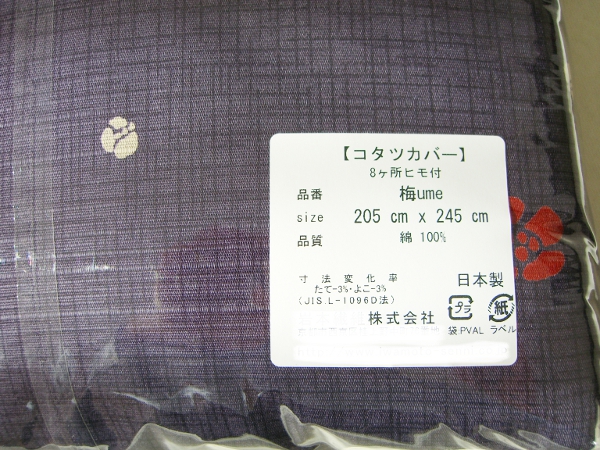 【コタツカバー】
8ヶ所ヒモ付
品番 梅ume
size 205 cm x 245 cm
品質 綿 100%
寸法変化率
たて-3%・よこ-3%
(JIS.L-1096D法)
日本製
株式会社
プラ 紙
袋PVAL ラベル